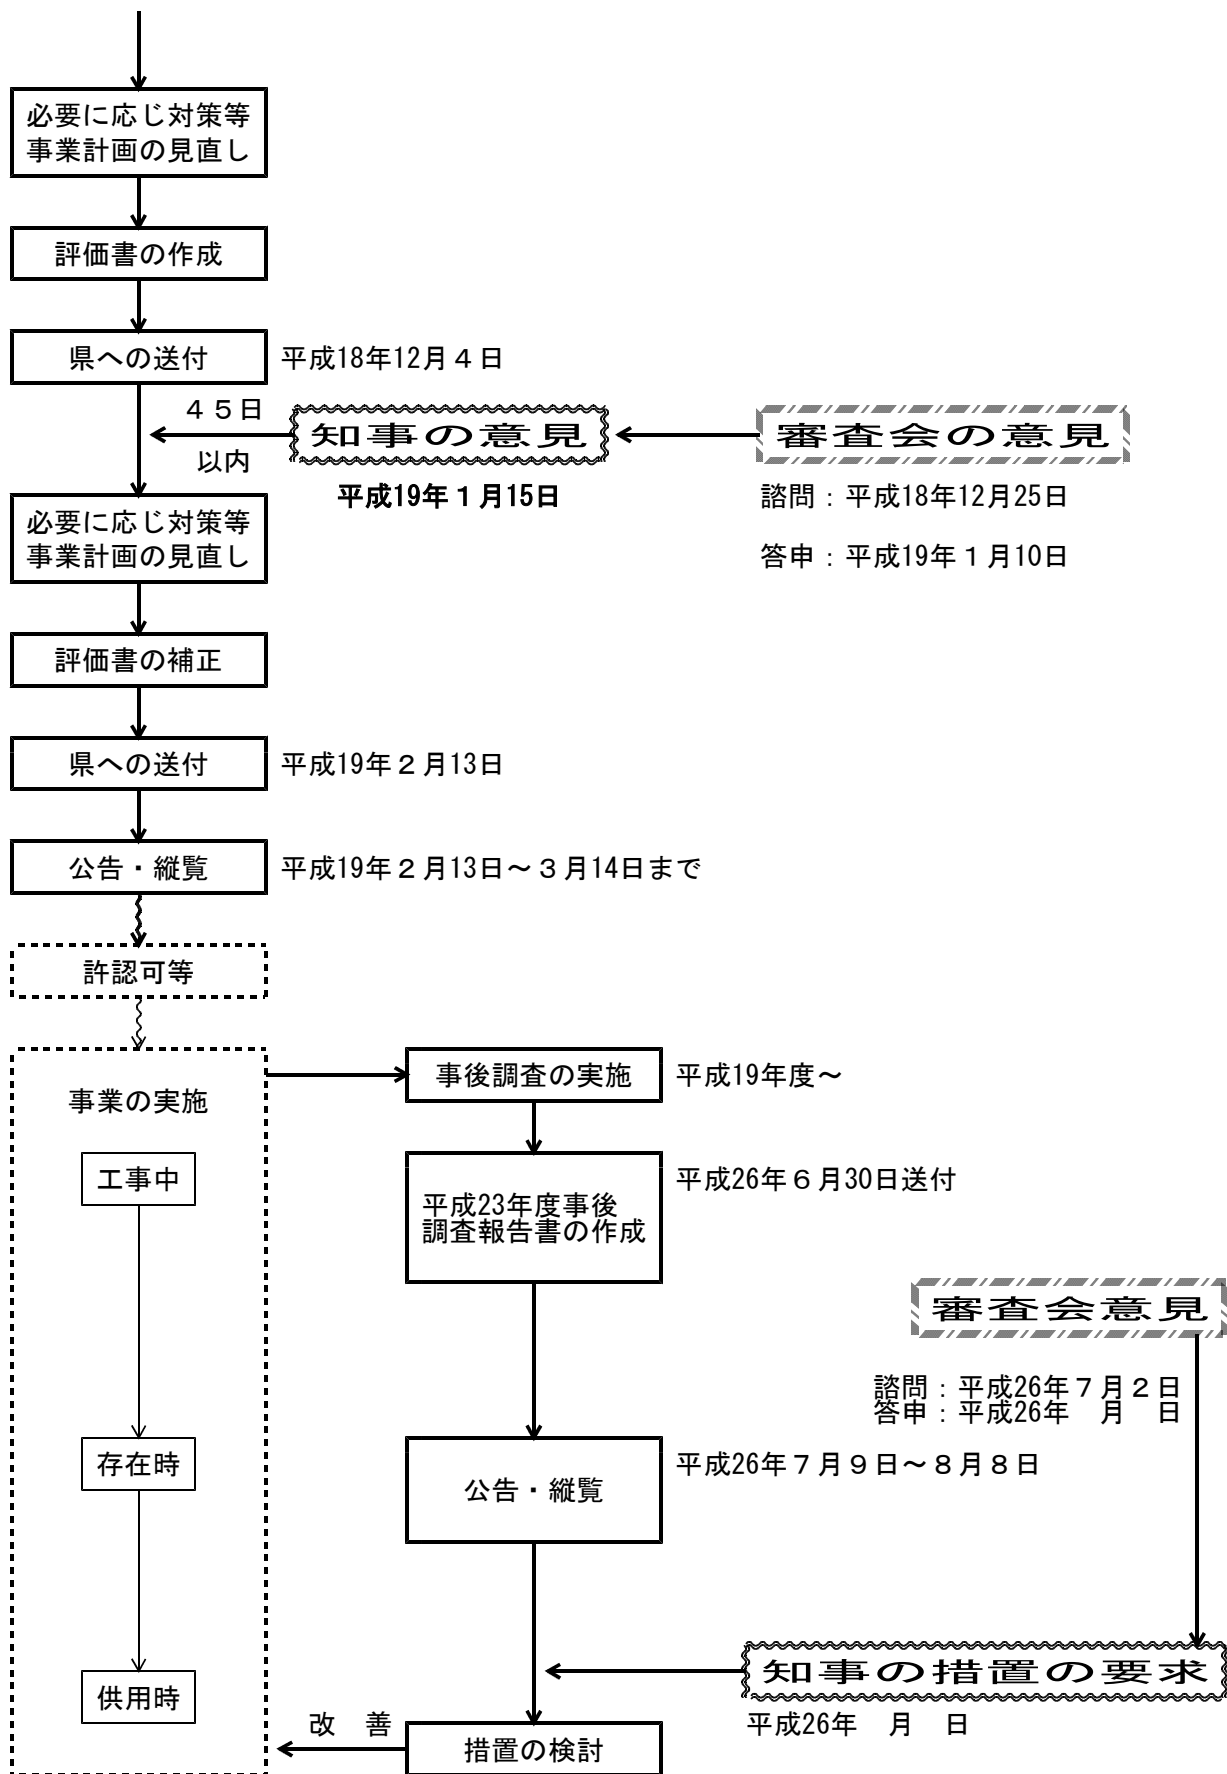 必要に応じ対策等
事業計画の見直し
評価書の作成
県への送付
平成18年12月４日
４５日
以内
知事の意見
平成19年１月15日
審査会の意見
諮問：平成18年12月25日
答申：平成19年１月10日
必要に応じ対策等
事業計画の見直し
評価書の補正
県への送付
平成19年２月13日
公告・縦覧
平成19年２月13日～３月14日まで
許認可等
事業の実施
工事中
存在時
供用時
事後調査の実施
平成19年度～
平成23年度事後
調査報告書の作成
平成26年６月30日送付
審査会意見
諮問：平成26年７月２日
答申：平成26年　月　日
公告・縦覧
平成26年７月９日～８月８日
知事の措置の要求
平成26年　月　日
改　善
措置の検討